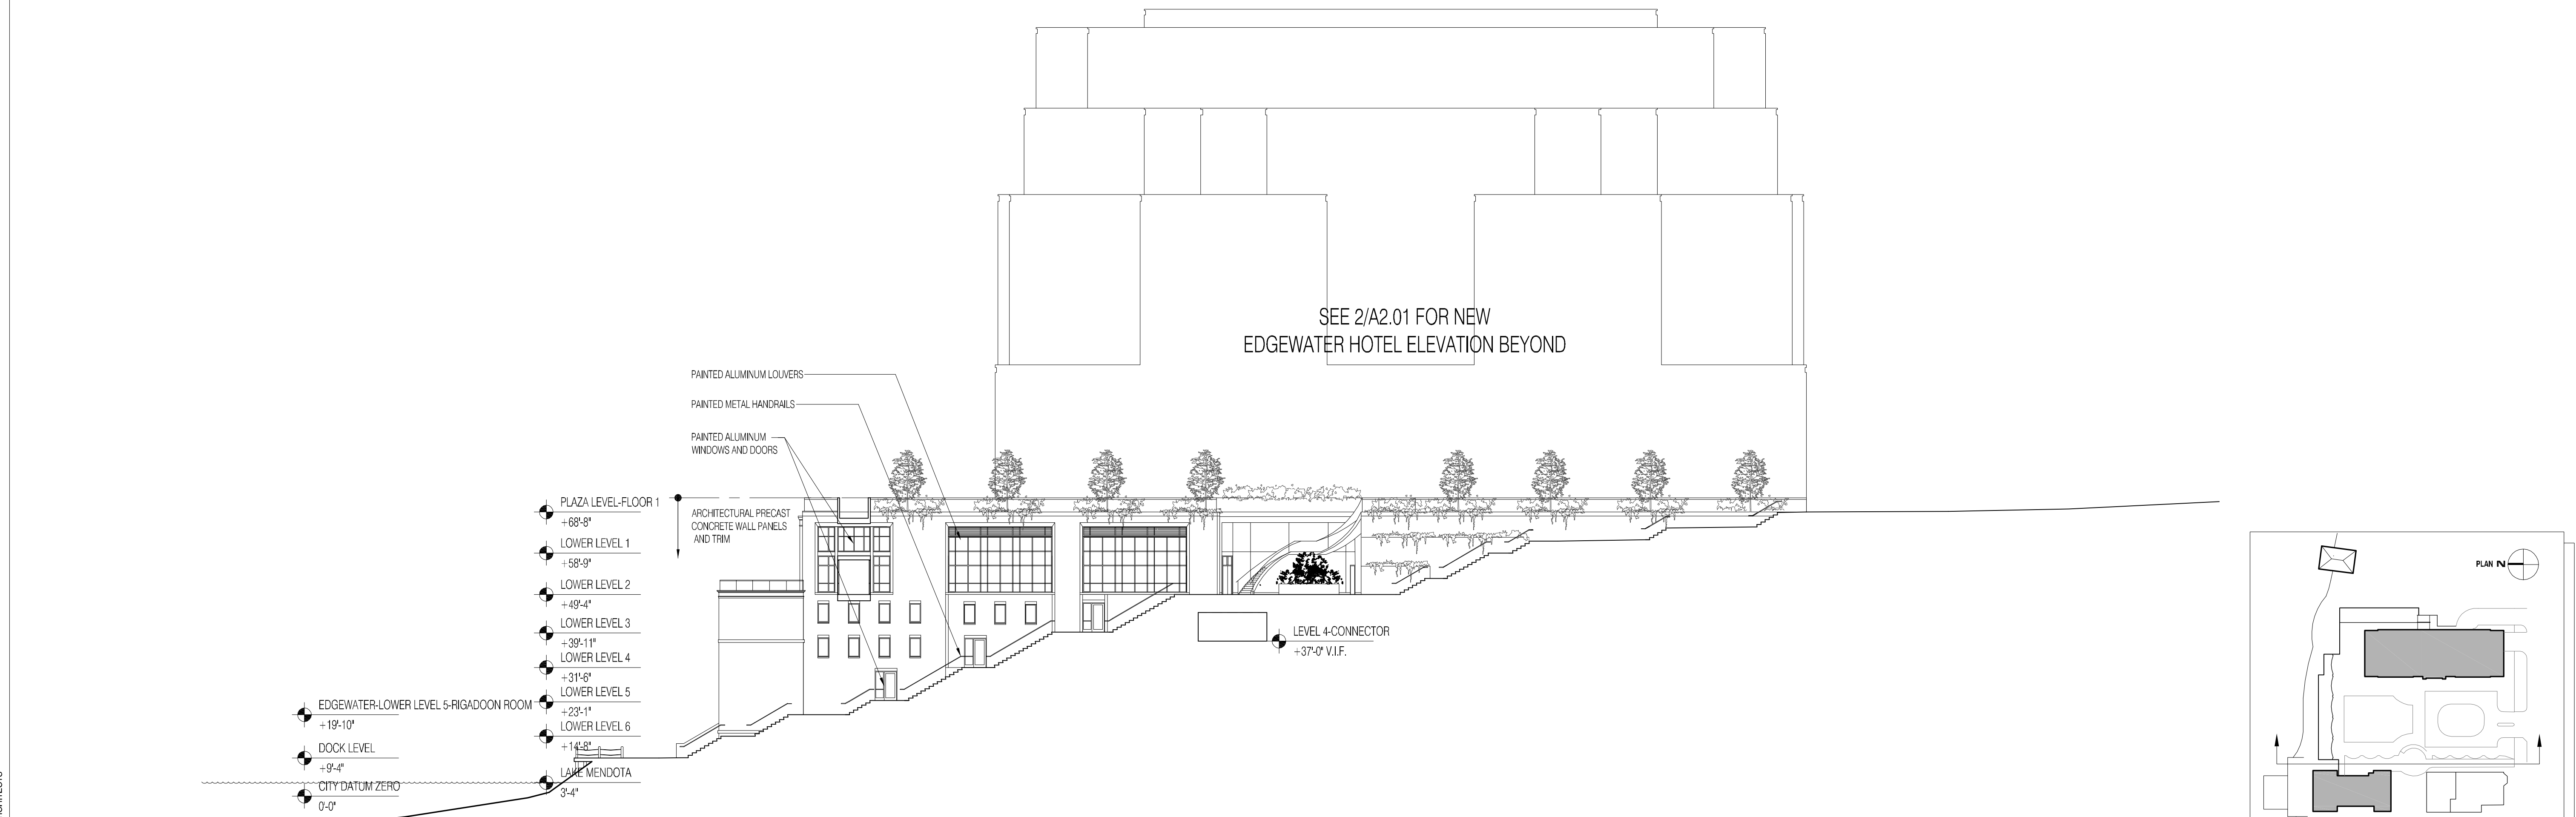 SEE 2/A2.01 FOR NEW
EDGEWATER HOTEL ELEVATION BEYOND
PAINTED ALUMINUM LOUVERS
PAINTED METAL HANDRAILS
PAINTED ALUMINUM
WINDOWS AND DOORS
ARCHITECTURAL PRECAST
CONCRETE WALL PANELS
AND TRIM
PLAZA LEVEL-FLOOR 1
+68'-8"
LOWER LEVEL 1
+58'-9"
LOWER LEVEL 2
+49'-4"
LOWER LEVEL 3
+39'-11"
LOWER LEVEL 4
+31'-6"
LOWER LEVEL 5
+23'-1"
LOWER LEVEL 6
+14'-8"
LAKE MENDOTA
3'-4"
EDGEWATER-LOWER LEVEL 5-RIGADOON ROOM
+19'-10"
DOCK LEVEL
+9'-4"
CITY DATUM ZERO
0'-0"
LEVEL 4-CONNECTOR
+37'-0" V.I.F.
PLAN N